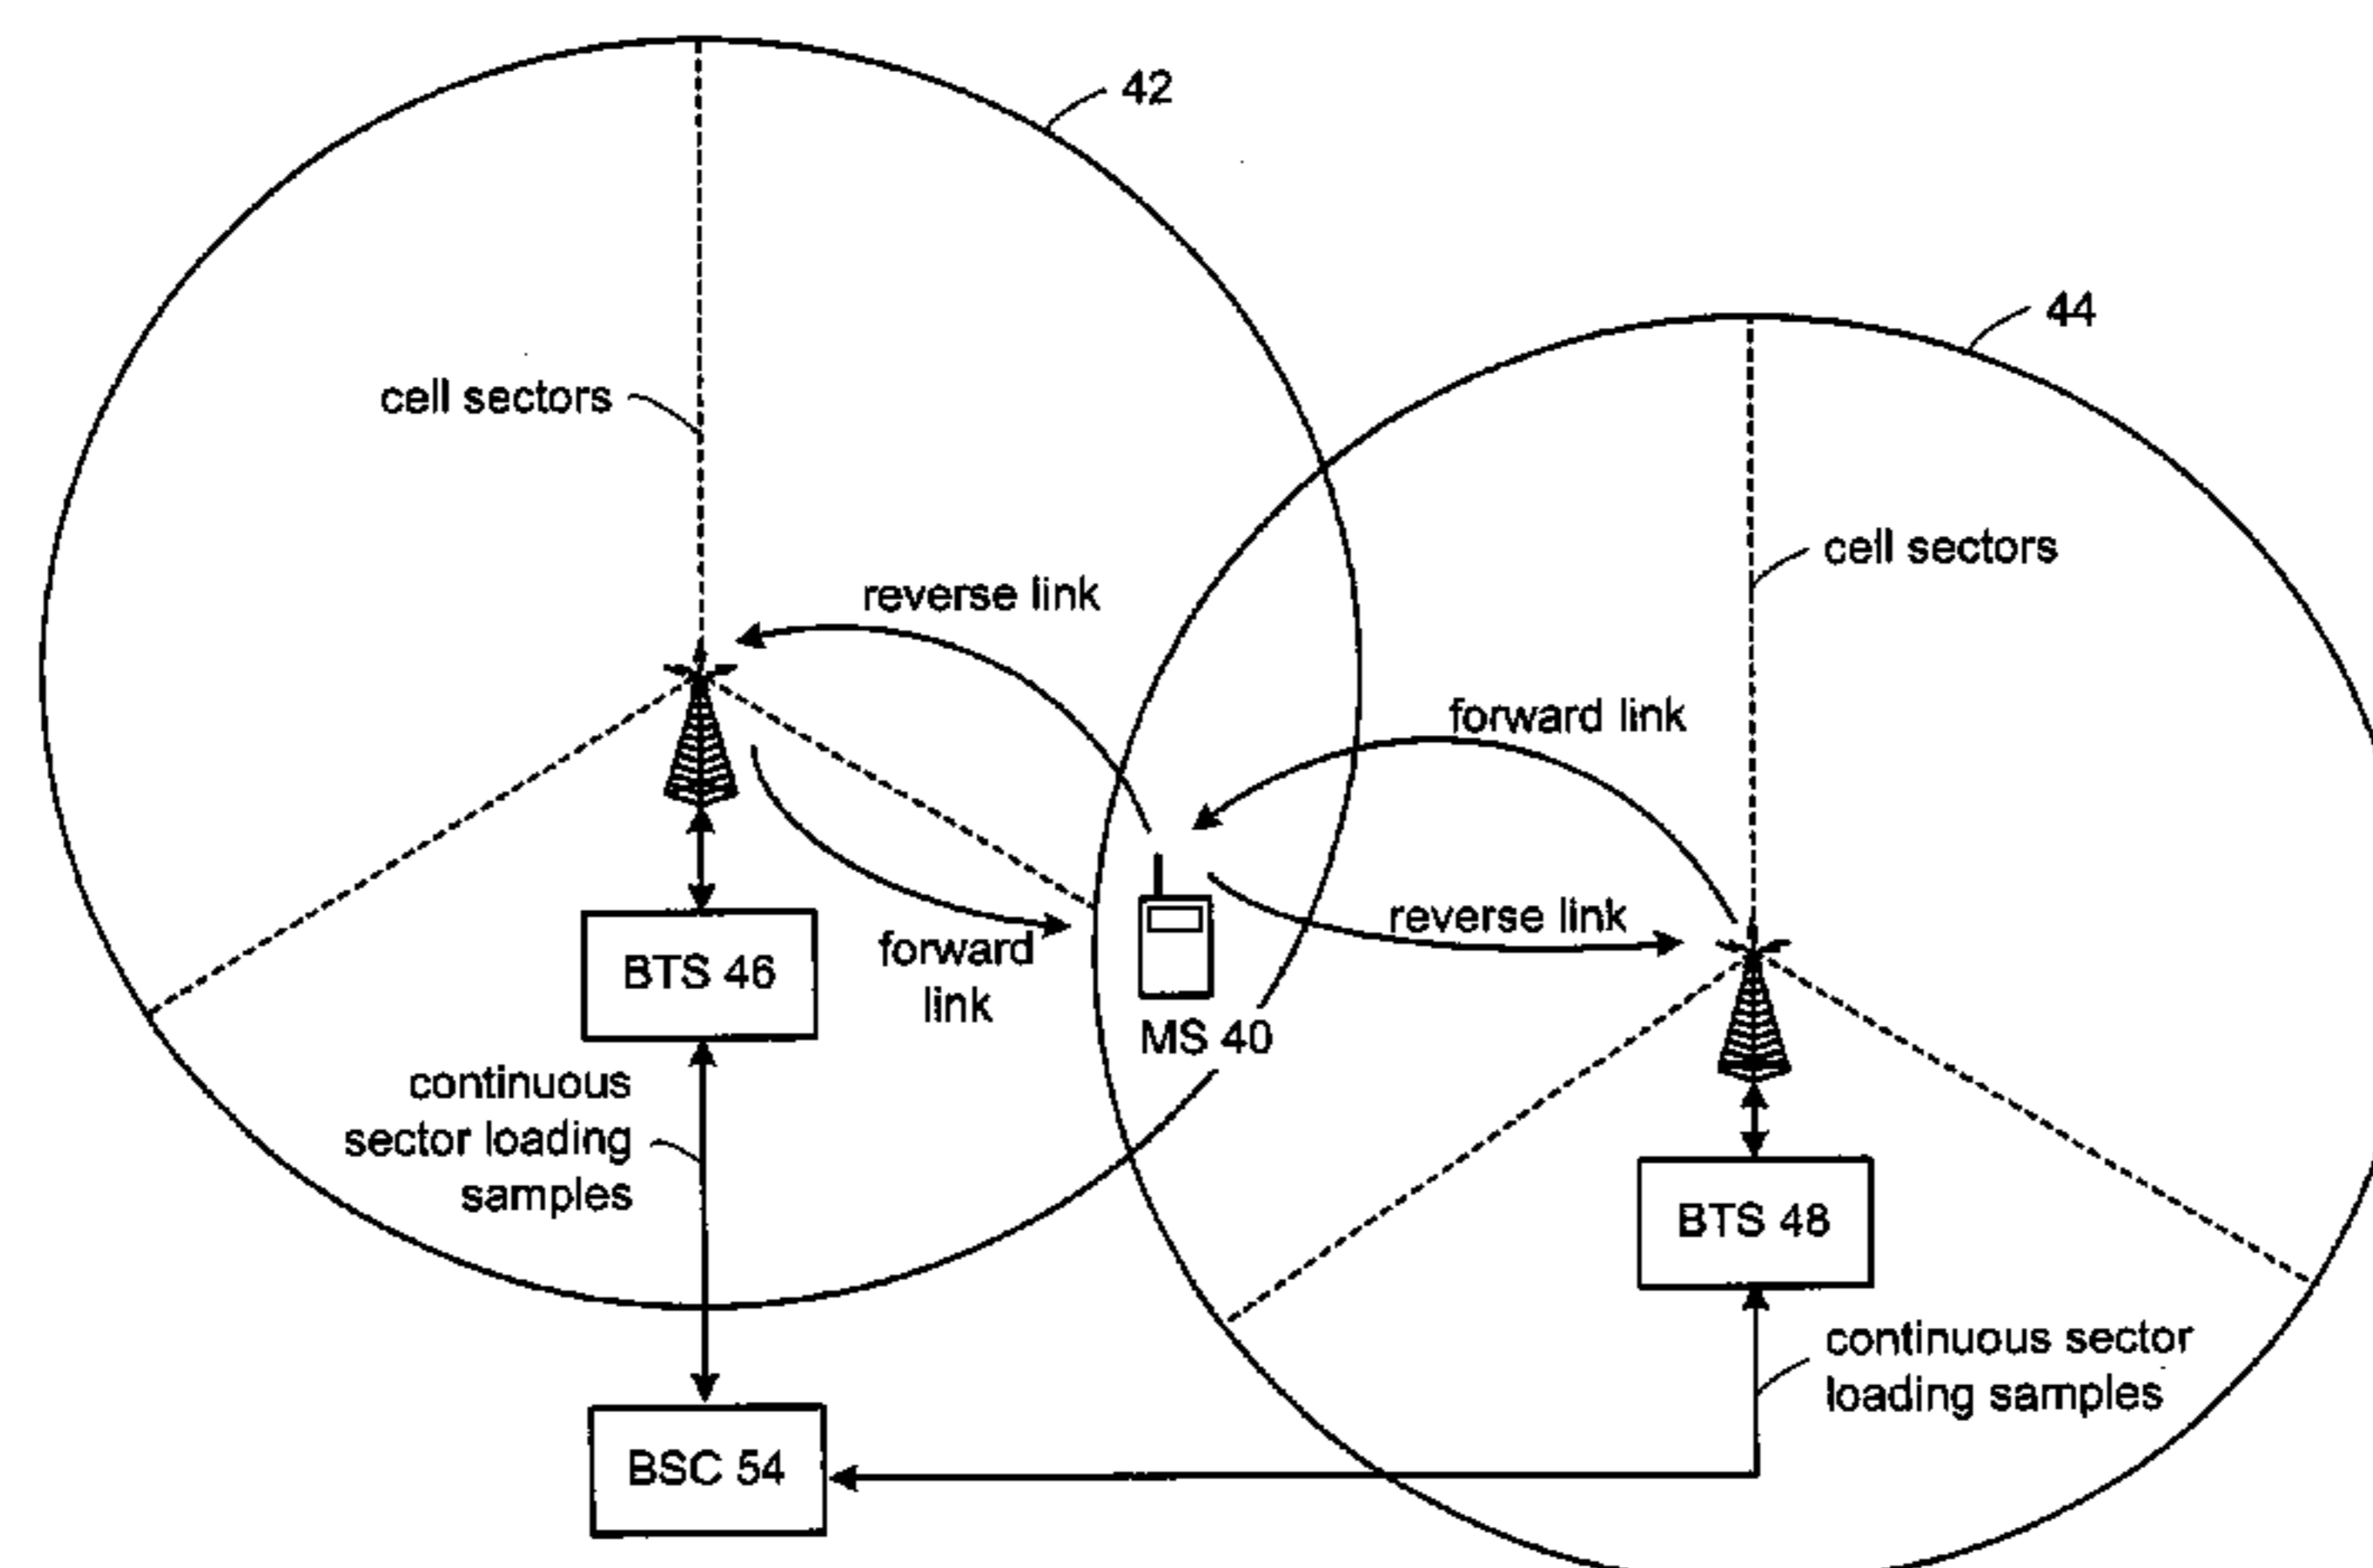 42
44
cell sectors
cell sectors
reverse link
forward link
reverse link
forward
link
BTS 46
MS 40
continuous
sector loading
samples
BTS 48
continuous sector
loading samples
BSC 54